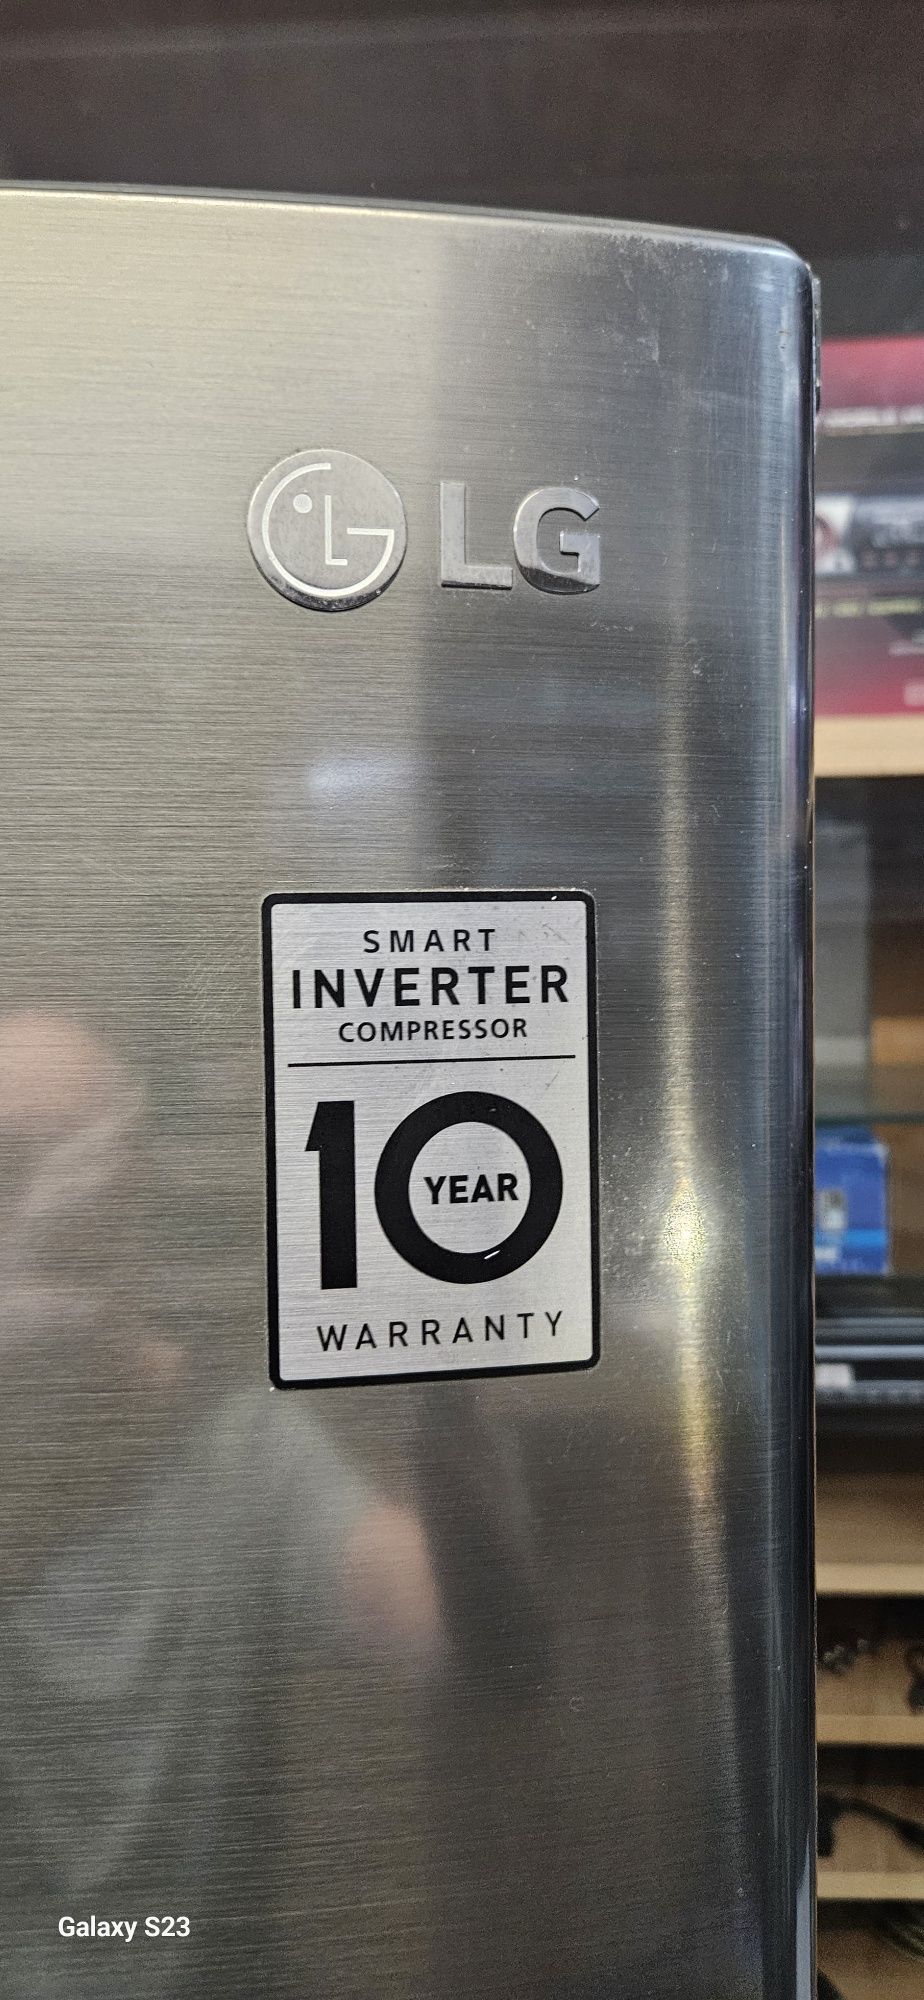 LG
SMART
INVERTER
COMPRESSOR
10
YEAR
WARRANTY
Galaxy S23